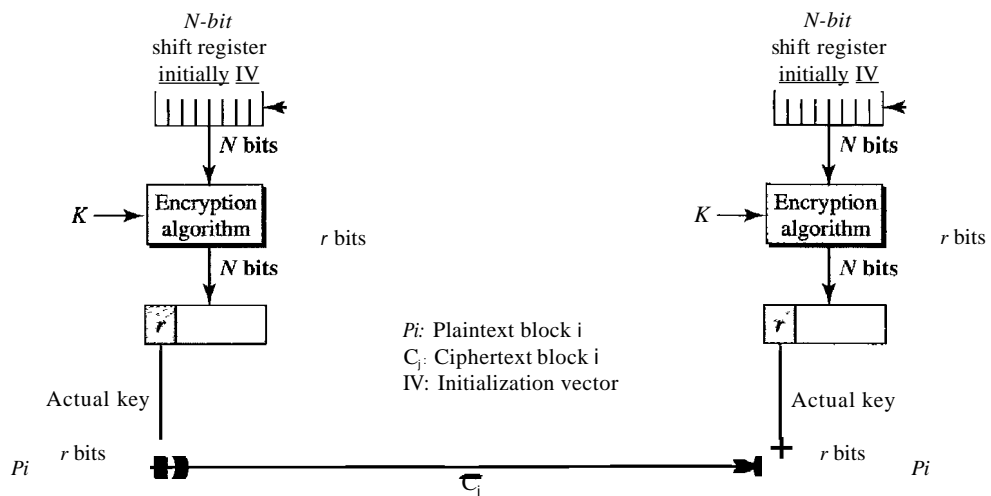 N-bit
shift register
initially IV
N bits
K
Encryption
algorithm
r bits
N bits
r
Actual key
Pi
r bits
N-bit
shift register
initially IV
N bits
K
Encryption
algorithm
r bits
N bits
r
Actual key
r bits
Pi
Pi: Plaintext block i
Cj: Ciphertext block i
IV: Initialization vector
Ci